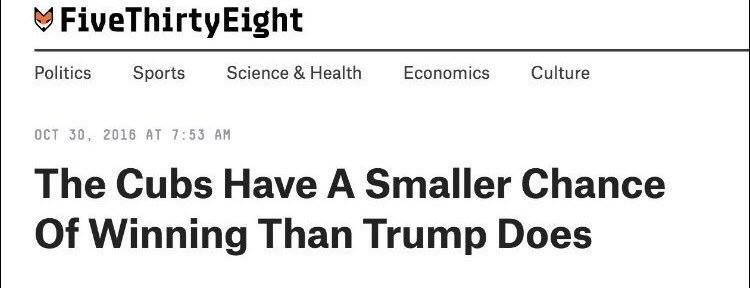 FiveThirtyEight
Politics Sports Science & Health Economics Culture
OCT 30, 2016 AT 7:53 AM
The Cubs Have A Smaller Chance
Of Winning Than Trump Does